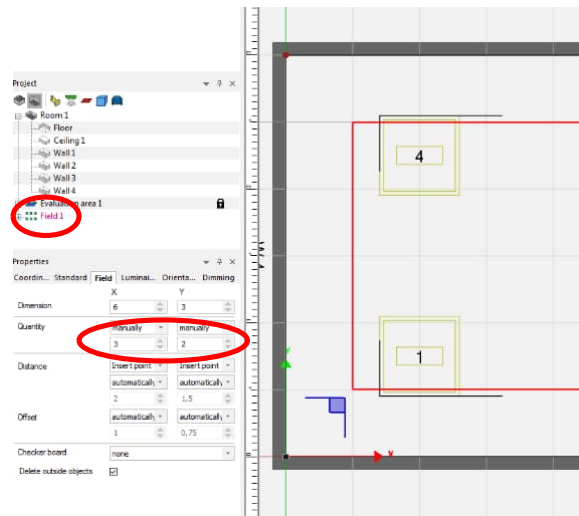 Project
Room 1
Floor
Ceiling 1
Wall 1
Wall 2
Wall 3
Wall 4
Evaluation area 1
Field 1
Properties
Coordin... Standard Field Luminai... Orienta... Dimming
X Y
Dimension 6 3
Quantity manually manually
3 2
Distance Insert point Insert point
automatically automatically
2 1.5
Offset automatically automatically
1 0,75
Checker board none
Delete outside objects
4
1
Y
X